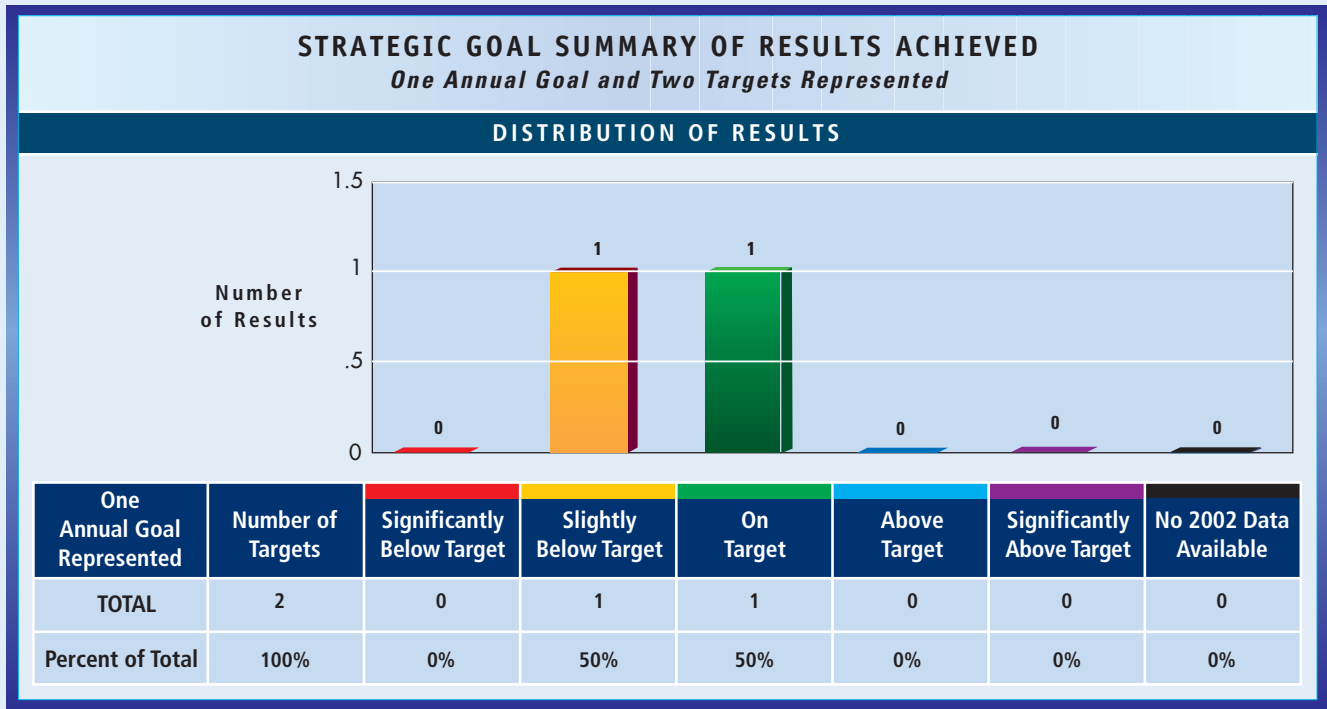 STRATEGIC GOAL SUMMARY OF RESULTS ACHIEVED
One Annual Goal and Two Targets Represented
DISTRIBUTION OF RESULTS
1.5
1
.5
0
Number
of Results
0
1
1
0
0
0
One
Annual Goal
Represented
Number of
Targets
Significantly
Below Target
Slightly
Below Target
On
Target
Above
Target
Significantly
Above Target
No 2002 Data
Available
TOTAL 2 0 1 1 0 0 0
Percent of Total 100% 0% 50% 50% 0% 0% 0%